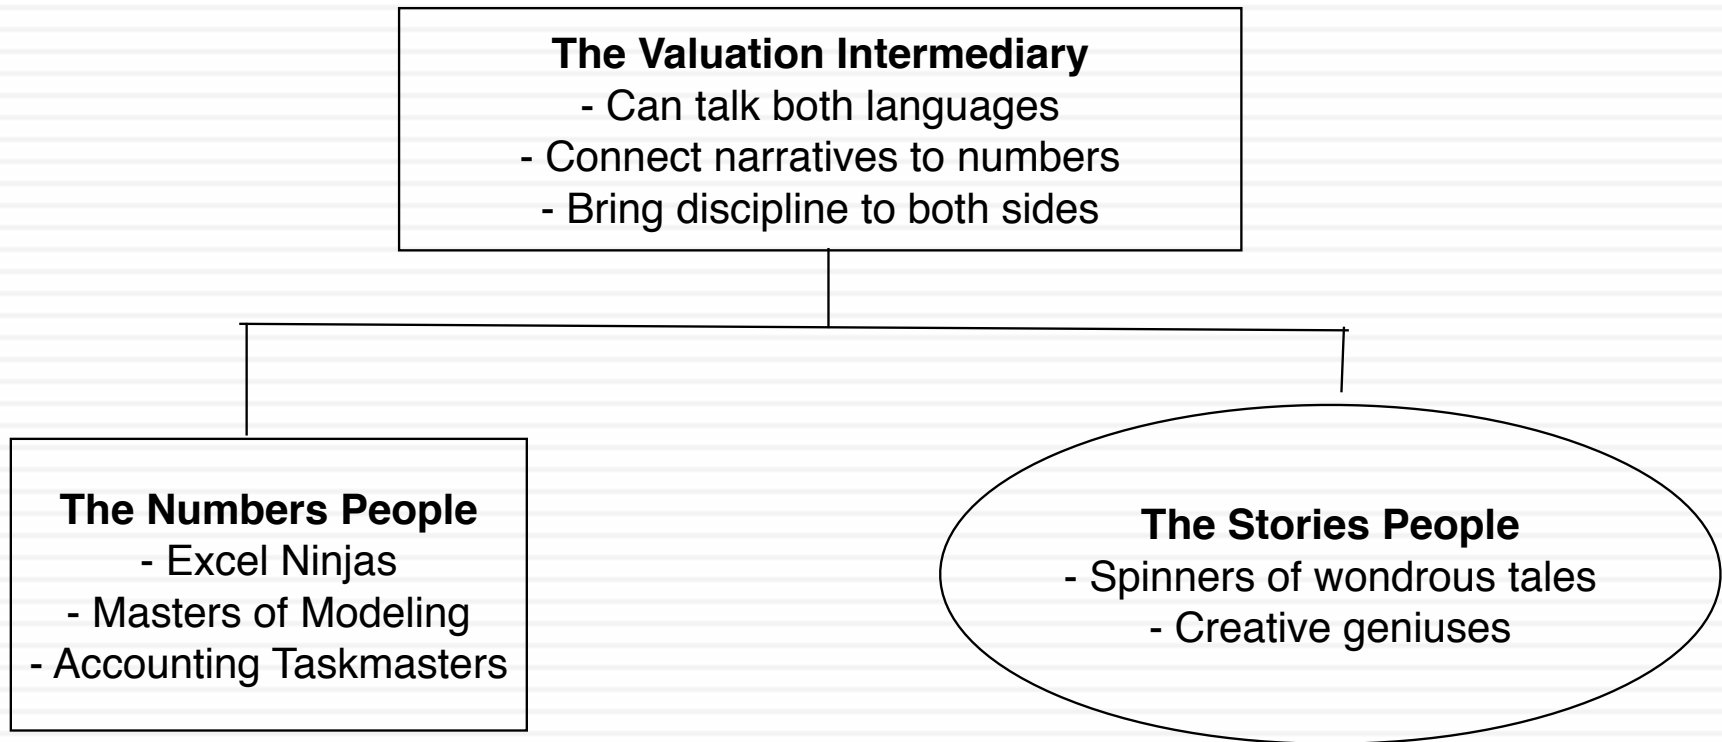 The Valuation Intermediary
- Can talk both languages
- Connect narratives to numbers
- Bring discipline to both sides
The Numbers People
- Excel Ninjas
- Masters of Modeling
- Accounting Taskmasters
The Stories People
- Spinners of wondrous tales
- Creative geniuses